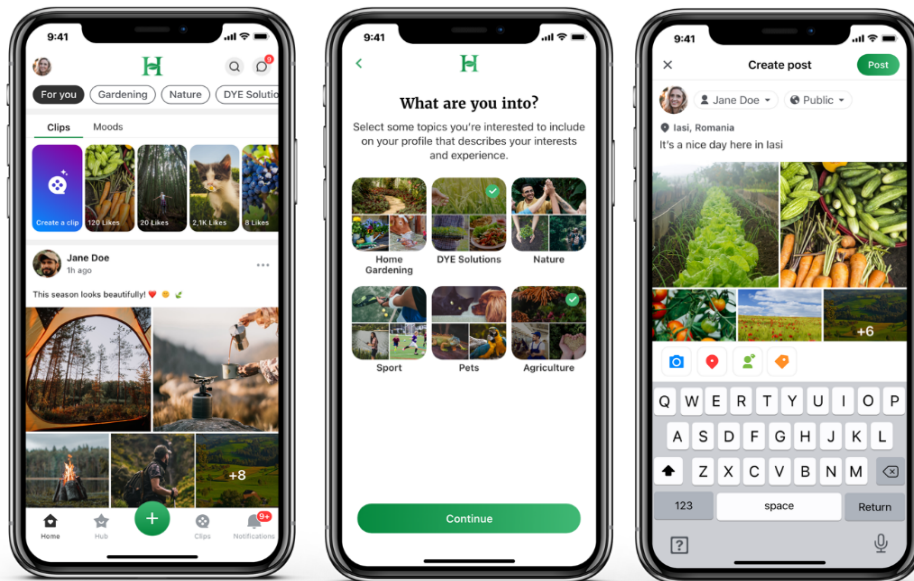 9:41
H
9
For you
Gardening
Nature
DYE Solutio
Clips
Moods
Create a clip
120 Likes
20 Likes
2,1K Likes
8 Likes
Jane Doe
1h ago
This season looks beautifully!
+8
Home
Hub
Clips
9+
Notifications
9:41
H
What are you into?
Select some topics you're interested to include
on your profile that describes your interests
and experience.
Home
Gardening
DYE Solutions
Nature
Sport
Pets
Agriculture
Continue
9:41
Create post
Post
Jane Doe
Public
Iasi, Romania
It's a nice day here in Iasi
+6
Q W E R T Y U I O P
A S D F G H J K L
Z X C V B N M
123
space
Return
?